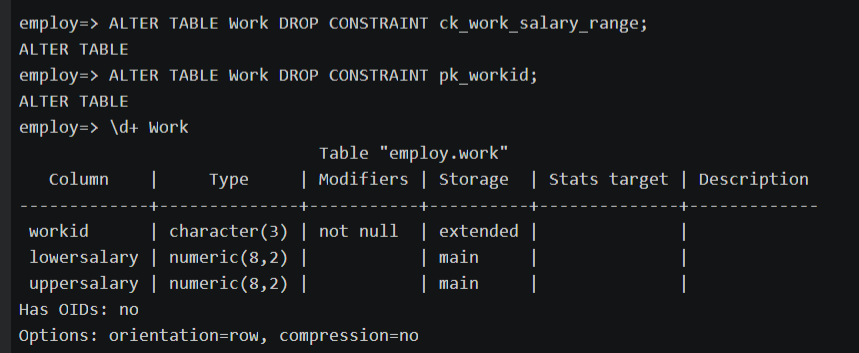 employ=> ALTER TABLE Work DROP CONSTRAINT ck_work_salary_range;
ALTER TABLE
employ=> ALTER TABLE Work DROP CONSTRAINT pk_workid;
ALTER TABLE
employ=> \d+ Work
                              Table "employ.work"
   Column    |     Type     | Modifiers | Storage  | Stats target | Description
-------------+--------------+-----------+----------+--------------+-------------
 workid      | character(3) | not null  | extended |              |
 lowersalary | numeric(8,2) |           | main     |              |
 uppersalary | numeric(8,2) |           | main     |              |
Has OIDs: no
Options: orientation=row, compression=no